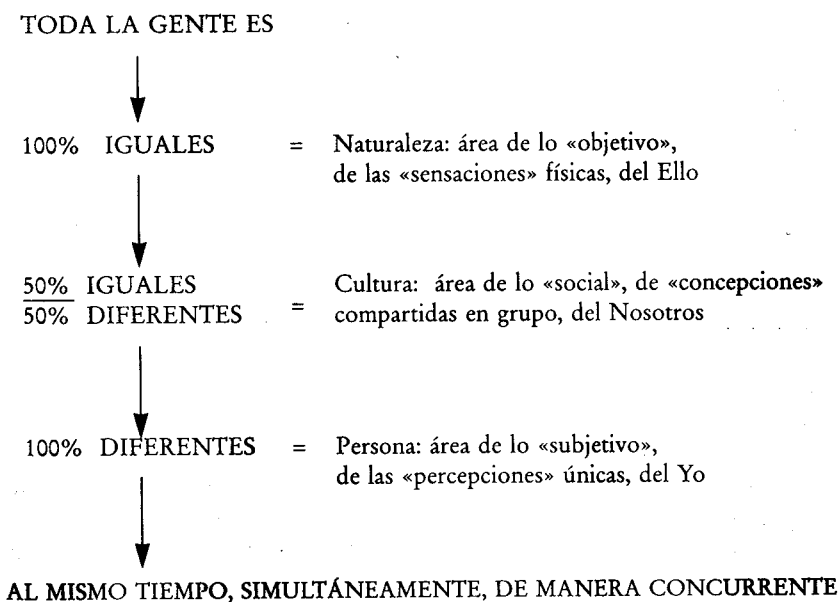 TODA LA GENTE ES
100% IGUALES = Naturaleza: área de lo «objetivo»,
de las «sensaciones» físicas, del Ello
50% IGUALES
50% DIFERENTES = Cultura: área de lo «social», de «concepciones»
compartidas en grupo, del Nosotros
100% DIFERENTES = Persona: área de lo «subjetivo»,
de las «percepciones» únicas, del Yo
AL MISMO TIEMPO, SIMULTÁNEAMENTE, DE MANERA CONCURRENTE